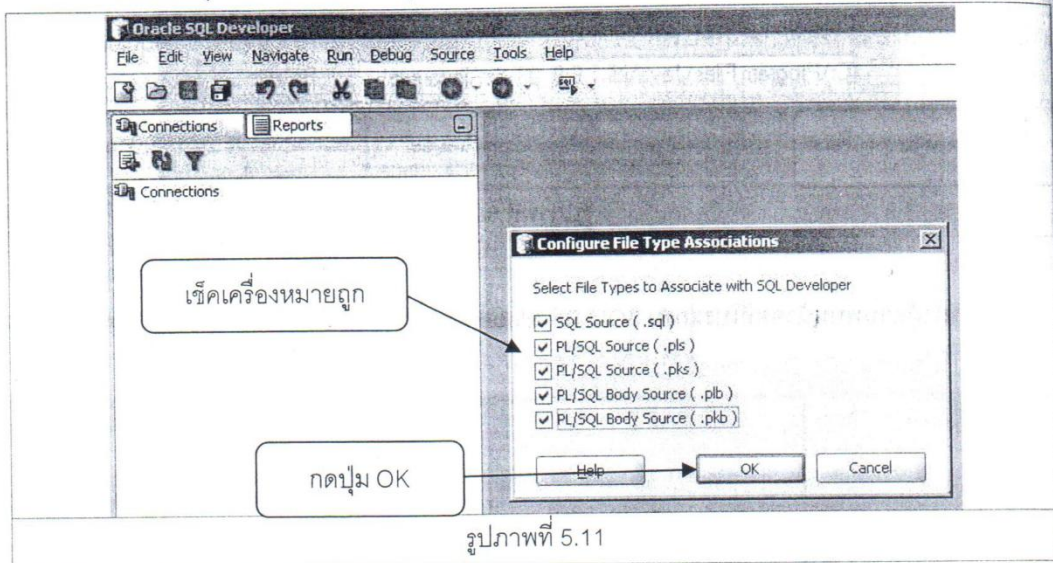 Oracle SQL Developer
File Edit View Navigate Run Debug Source Tools Help
Connections Reports
Connections
Configure File Type Associations
Select File Types to Associate with SQL Developer
SQL Source ( .sql )
PL/SQL Source ( .pls )
PL/SQL Source ( .pks )
PL/SQL Body Source ( .plb )
PL/SQL Body Source ( .pkb )
Help OK Cancel
เช็คเครื่องหมายถูก
กดปุ่ม OK
รูปภาพที่ 5.11